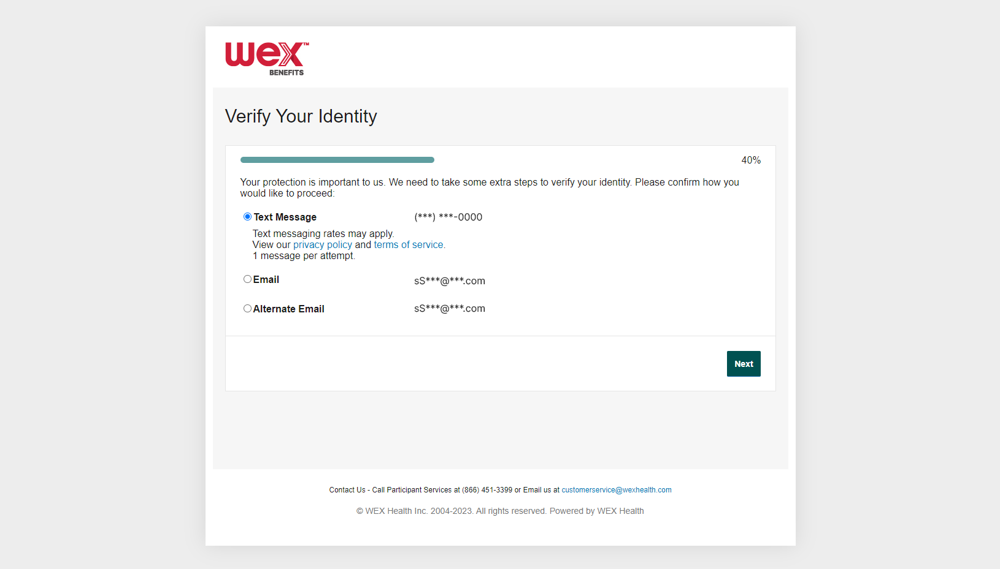 wex™
BENEFITS
Verify Your Identity
40%
Your protection is important to us. We need to take some extra steps to verify your identity. Please confirm how you
would like to proceed:
Text Message (***) ***-0000
Text messaging rates may apply.
View our privacy policy and terms of service.
1 message per attempt.
Email sS***@***.com
Alternate Email sS***@***.com
Next
Contact Us - Call Participant Services at (866) 451-3399 or Email us at customerservice@wexhealth.com
© WEX Health Inc. 2004-2023. All rights reserved. Powered by WEX Health